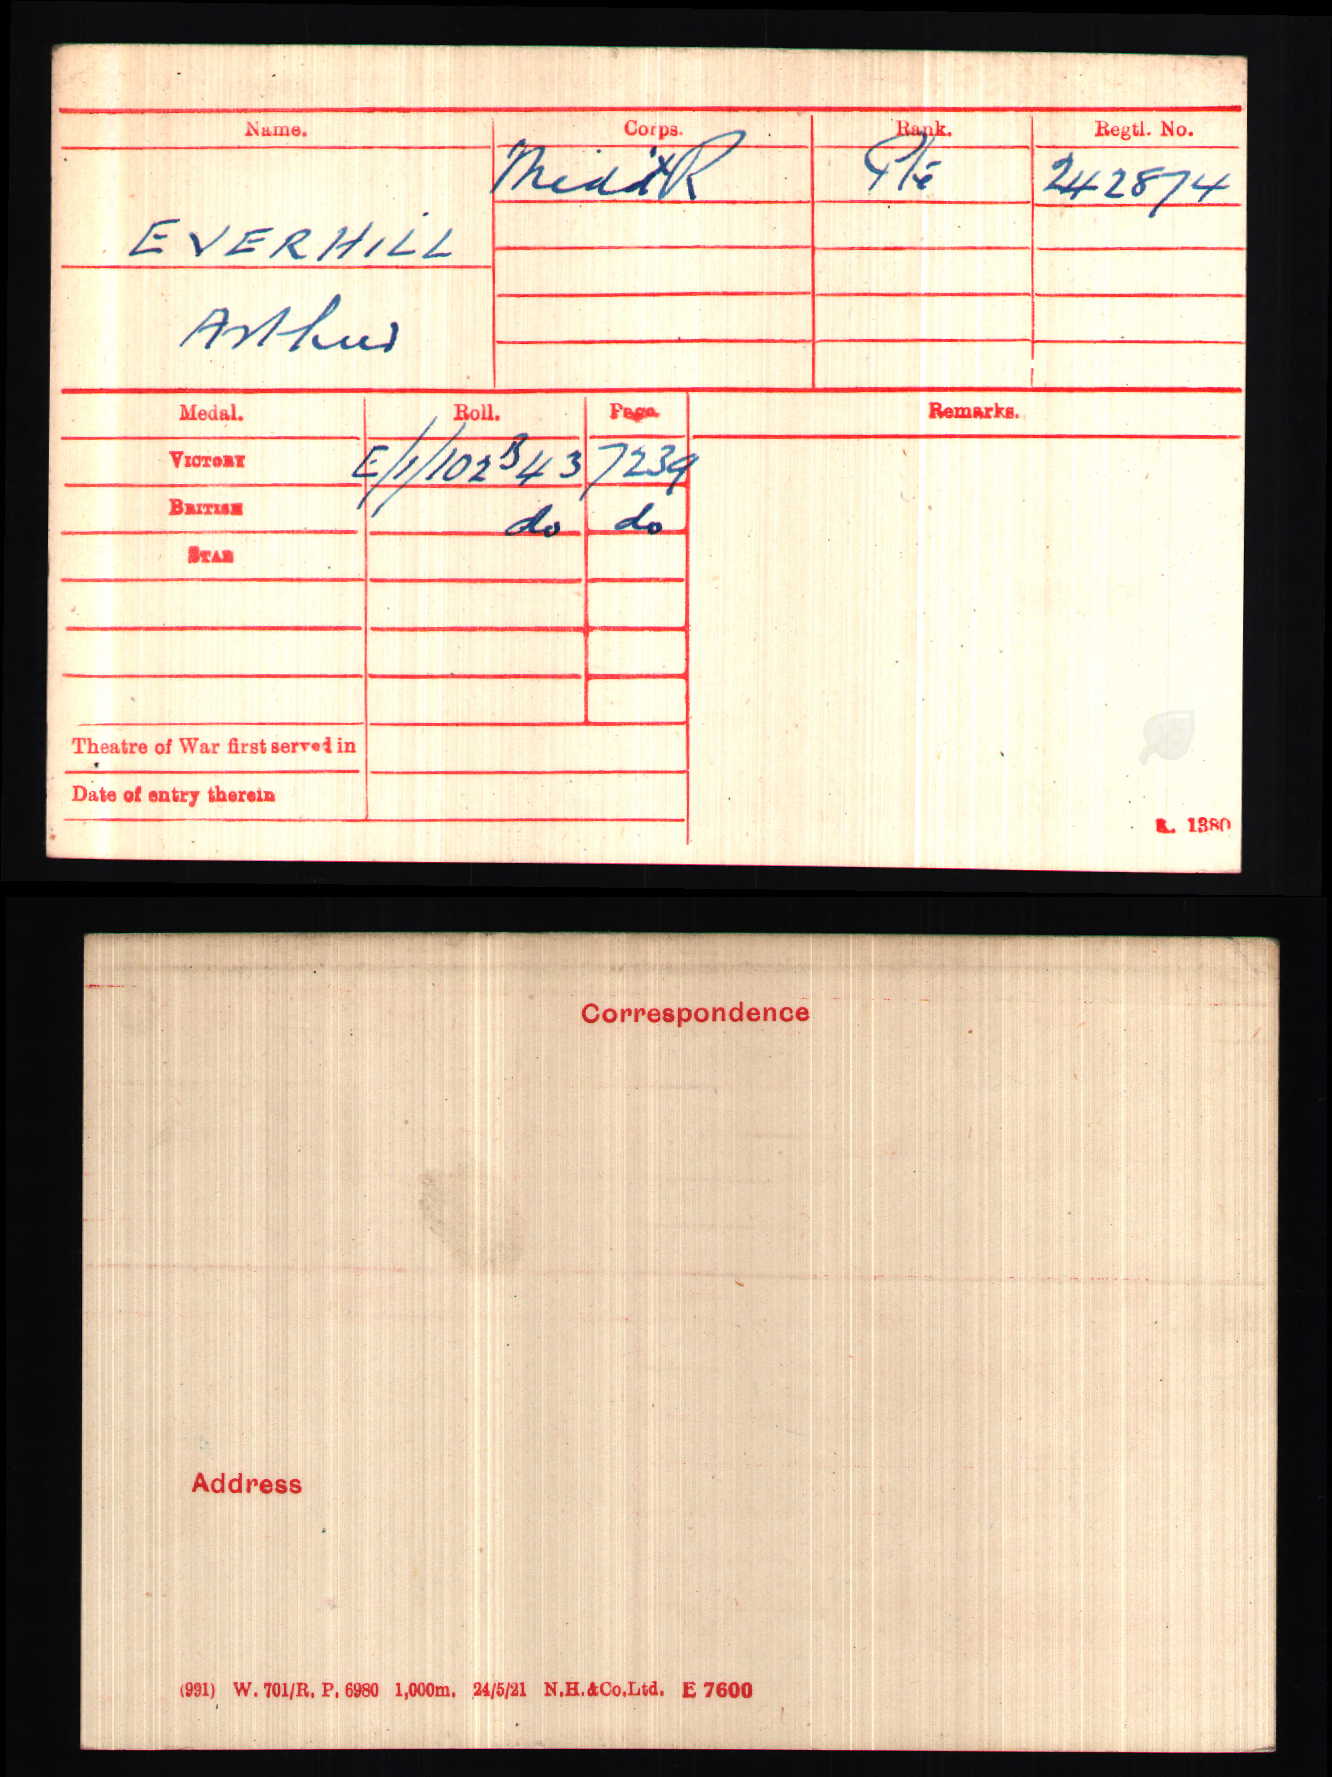 Name. Corps. Rank. Regtl. No.
Midd'x R Pte 242874
EVERHILL
Arthur
Medal. Roll. Page. Remarks.
VICTORY E/1/102 B43 7239
BRITISH do do
STAR
Theatre of War first served in
Date of entry therein
K. 1380
Correspondence
Address
(991) W. 701/R. P. 6980 1,000m. 24/5/21 N.H.&Co.Ltd. E 7600